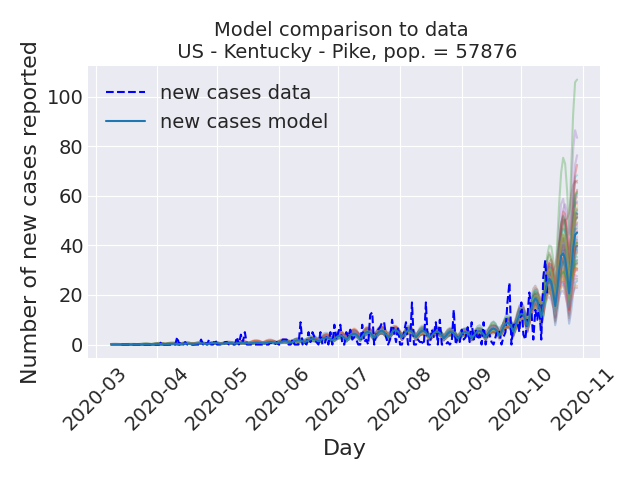 Model comparison to data
US - Kentucky - Pike, pop. = 57876
Number of new cases reported
100
80
60
40
20
0
new cases data
new cases model
2020-03
2020-04
2020-05
2020-06
2020-07
2020-08
2020-09
2020-10
2020-11
Day